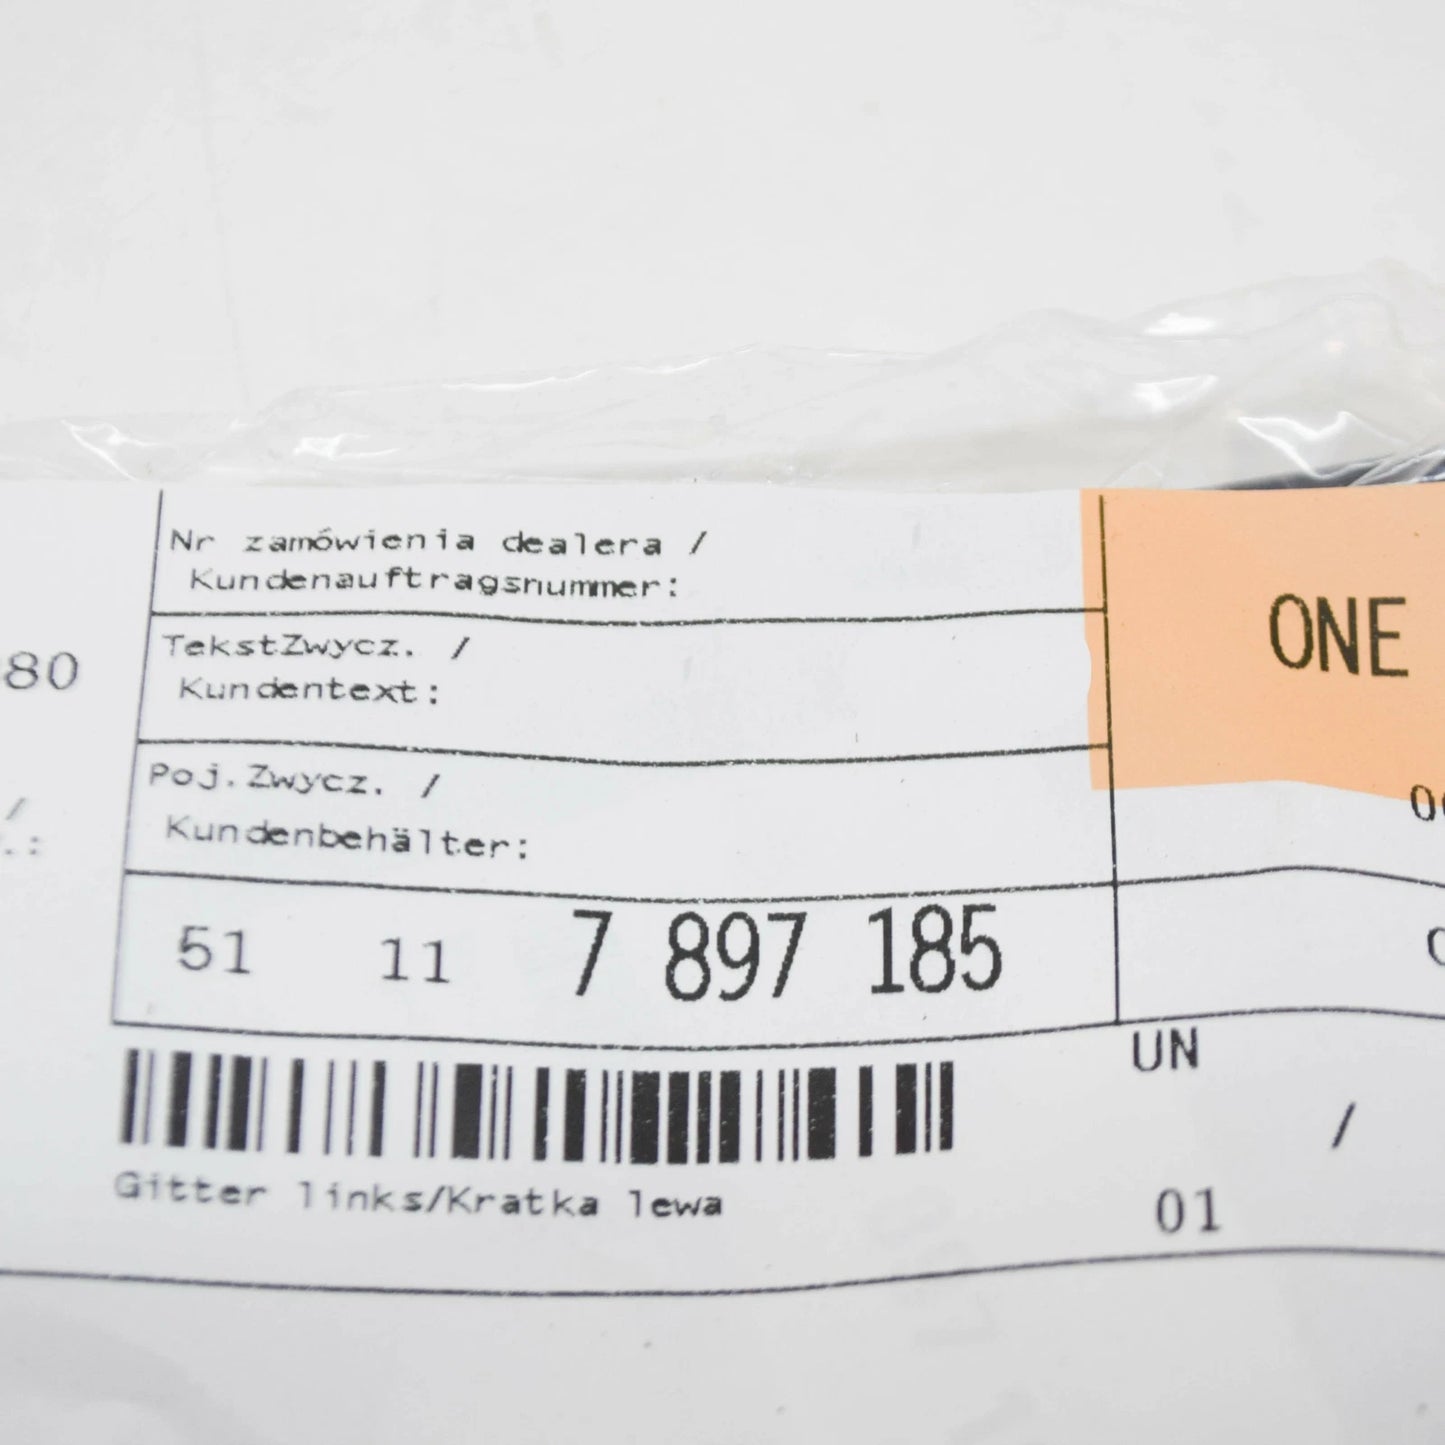 Nr zamówienia dealera /
Kundenauftragsnummer:
TekstZwycz. /
Kundentext:
80
ONE
Poj.Zwycz. /
Kundenbehälter:
51 11 7 897 185
UN
/
Gitter links/Kratka lewa
01